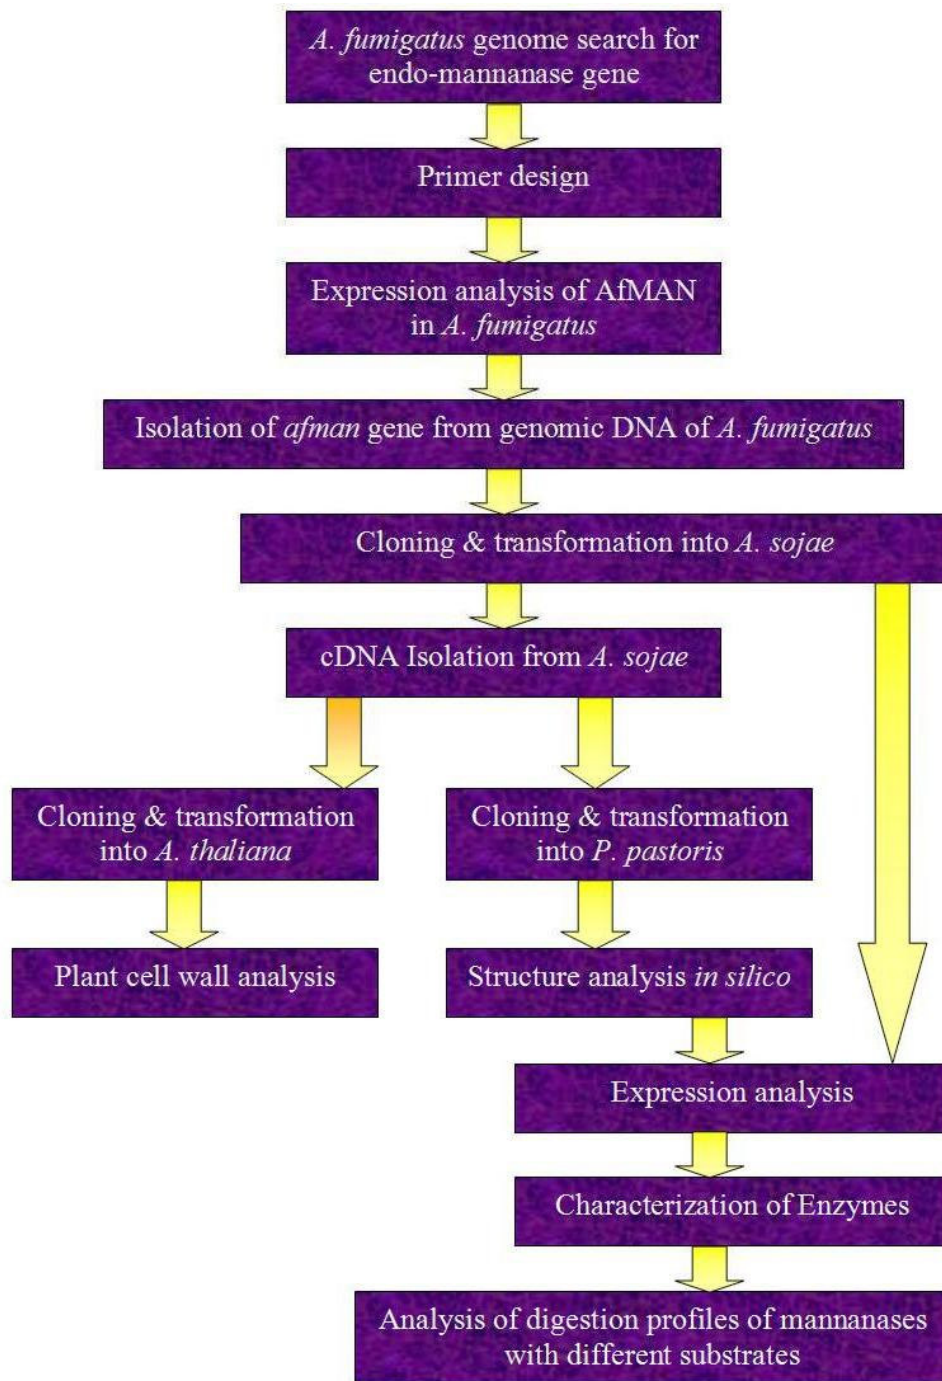 A. fumigatus genome search for
endo-mannanase gene
Primer design
Expression analysis of AfMAN
in A. fumigatus
Isolation of afman gene from genomic DNA of A. fumigatus
Cloning & transformation into A. sojae
cDNA Isolation from A. sojae
Cloning & transformation
into A. thaliana
Cloning & transformation
into P. pastoris
Plant cell wall analysis
Structure analysis in silico
Expression analysis
Characterization of Enzymes
Analysis of digestion profiles of mannanases
with different substrates